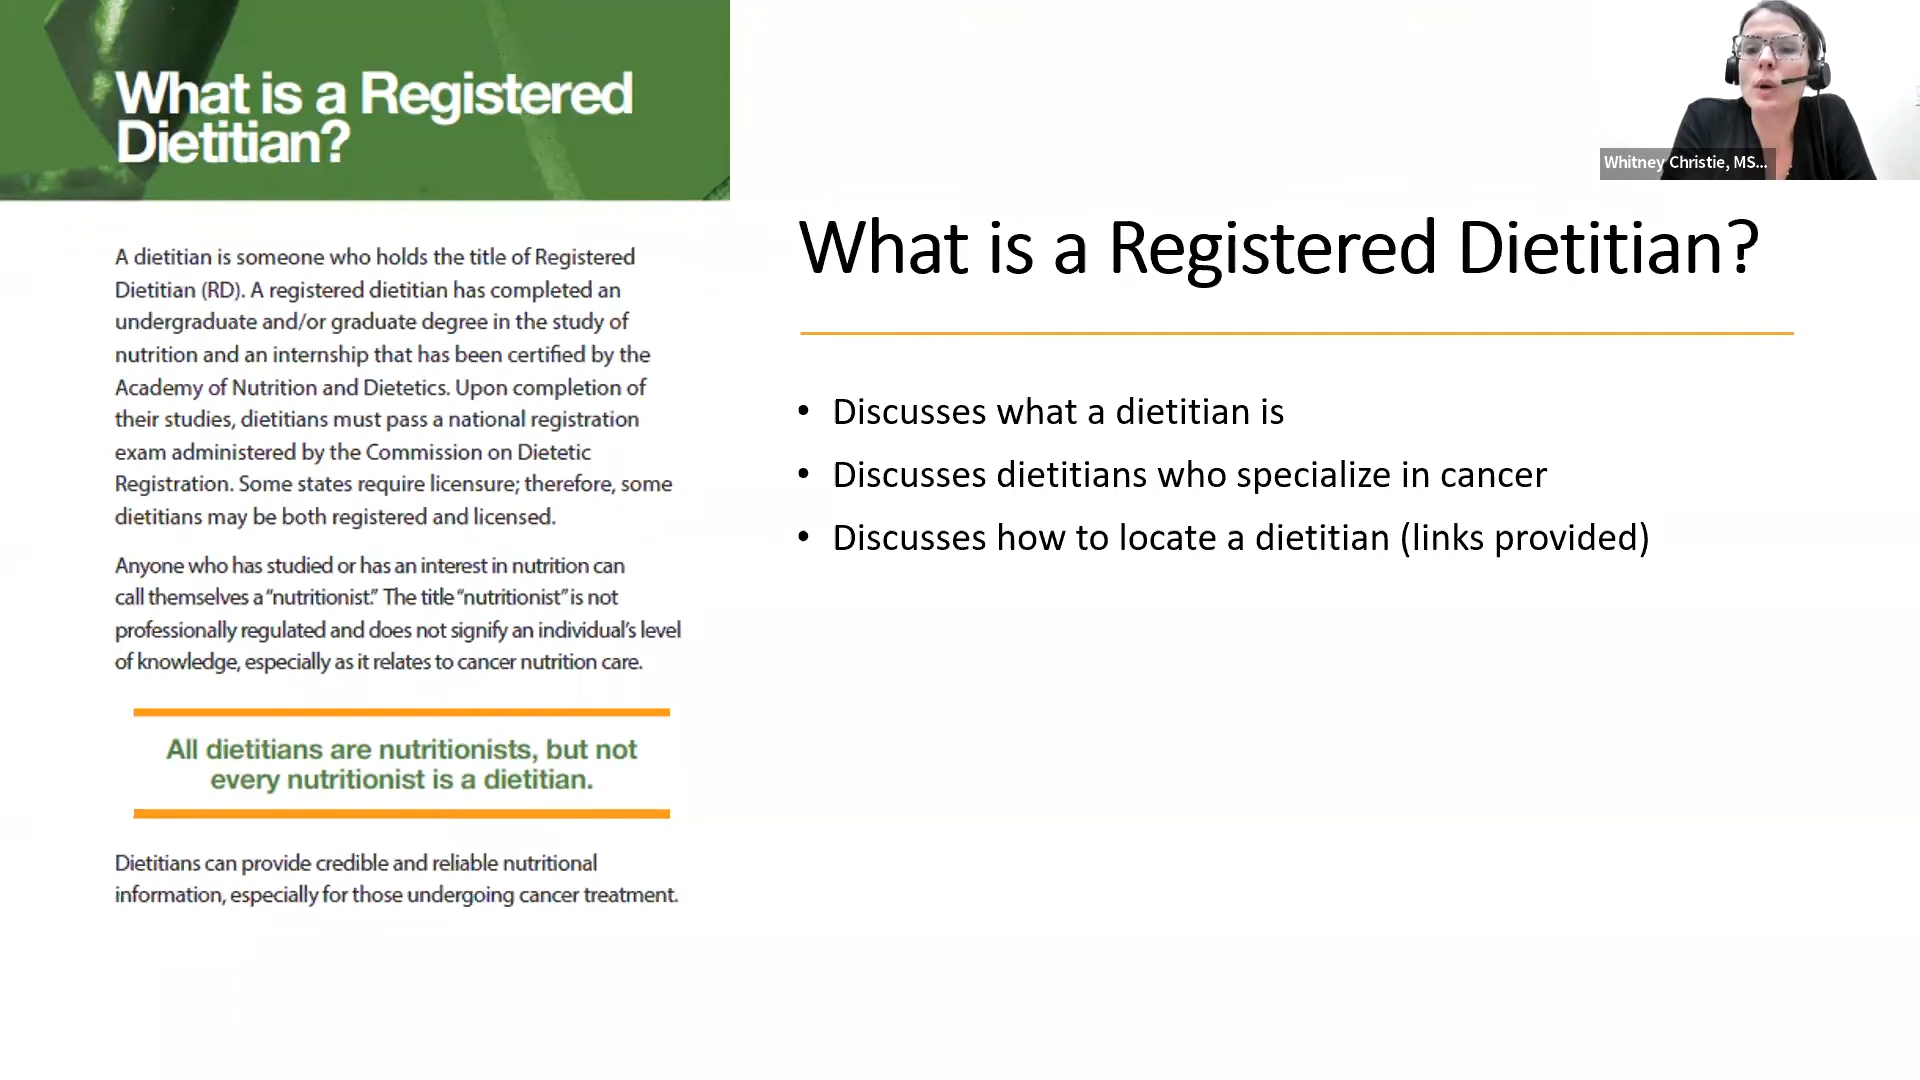 What is a Registered
Dietitian?
A dietitian is someone who holds the title of Registered
Dietitian (RD). A registered dietitian has completed an
undergraduate and/or graduate degree in the study of
nutrition and an internship that has been certified by the
Academy of Nutrition and Dietetics. Upon completion of
their studies, dietitians must pass a national registration
exam administered by the Commission on Dietetic
Registration. Some states require licensure; therefore, some
dietitians may be both registered and licensed.
Anyone who has studied or has an interest in nutrition can
call themselves a “nutritionist.” The title “nutritionist” is not
professionally regulated and does not signify an individual’s level
of knowledge, especially as it relates to cancer nutrition care.
All dietitians are nutritionists, but not
every nutritionist is a dietitian.
Dietitians can provide credible and reliable nutritional
information, especially for those undergoing cancer treatment.
Whitney Christie, MS...
What is a Registered Dietitian?
• Discusses what a dietitian is
• Discusses dietitians who specialize in cancer
• Discusses how to locate a dietitian (links provided)